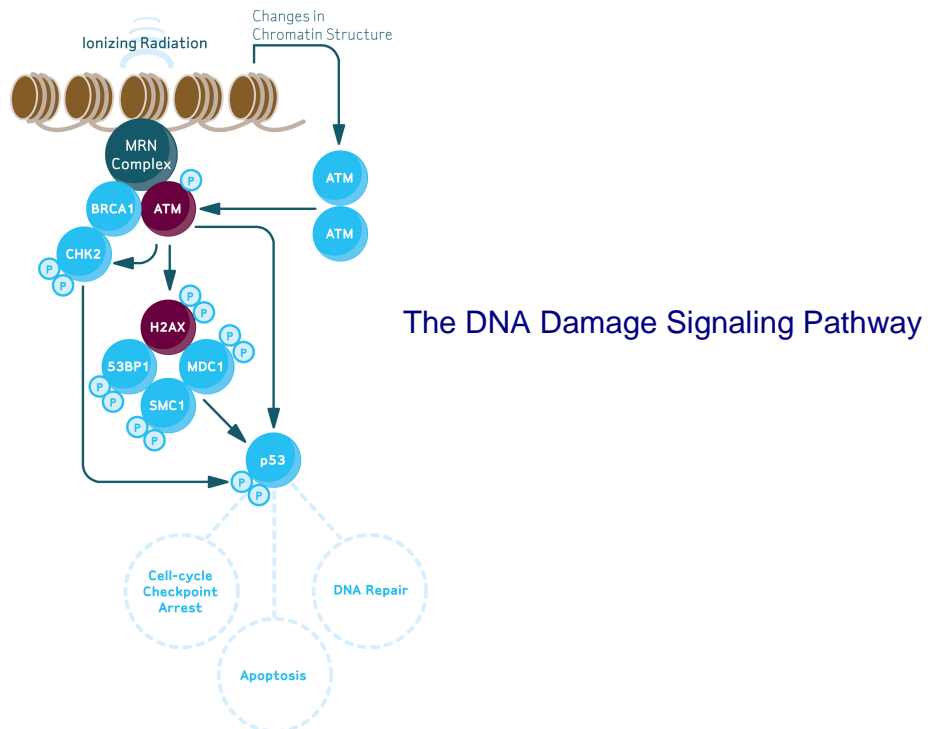 Changes in
Chromatin Structure
Ionizing Radiation
MRN
Complex
P
ATM
BRCA1
ATM
ATM
CHK2
P
P
P
P
H2AX
P
P
53BP1
MDC1
P
P
SMC1
P
P
The DNA Damage Signaling Pathway
p53
P
P
Cell-cycle
Checkpoint
Arrest
DNA Repair
Apoptosis